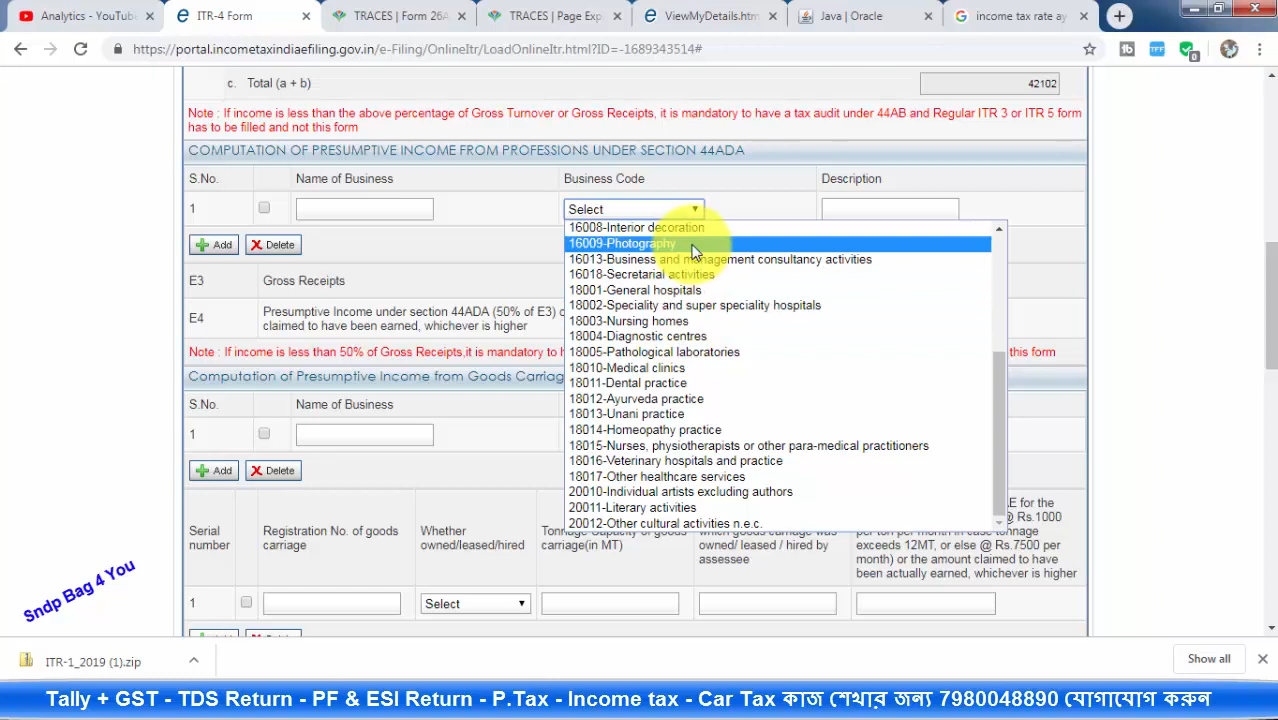 Analytics - YouTube
ITR-4 Form
TRACES | Form 26A
TRACES | Page Exp
ViewMyDetails.htm
Java | Oracle
income tax rate ay
https://portal.incometaxindiaefiling.gov.in/e-Filing/OnlineItr/LoadOnlineItr.html?ID=-1689343514#
c. Total (a + b) 42102
Note : If income is less than the above percentage of Gross Turnover or Gross Receipts, it is mandatory to have a tax audit under 44AB and Regular ITR 3 or ITR 5 form
has to be filled and not this form
COMPUTATION OF PRESUMPTIVE INCOME FROM PROFESSIONS UNDER SECTION 44ADA
S.No. Name of Business Business Code Description
1 Select
Add Delete
16008-Interior decoration
16009-Photography
16013-Business and management consultancy activities
16018-Secretarial activities
18001-General hospitals
18002-Speciality and super speciality hospitals
18003-Nursing homes
18004-Diagnostic centres
18005-Pathological laboratories
18010-Medical clinics
18011-Dental practice
18012-Ayurveda practice
18013-Unani practice
18014-Homeopathy practice
18015-Nurses, physiotherapists or other para-medical practitioners
18016-Veterinary hospitals and practice
18017-Other healthcare services
20010-Individual artists excluding authors
20011-Literary activities
20012-Other cultural activities n.e.c.
E3 Gross Receipts
E4 Presumptive Income under section 44ADA (50% of E3)
claimed to have been earned, whichever is higher
Note : If income is less than 50% of Gross Receipts,it is mandatory to this form
Computation of Presumptive Income from Goods
S.No. Name of Business
1
Add Delete
Serial
number
Registration No. of goods
carriage
Whether
owned/leased/hired
Tonnage Capacity of goods
carriage(in MT)
which goods carriage was
owned/ leased / hired by
assessee
for the
@ Rs.1000
per ton per month in case tonnage
exceeds 12MT, or else @ Rs.7500 per
month) or the amount claimed to have
been actually earned, whichever is higher
1 Select
Sndp Bag 4 You
ITR-1_2019 (1).zip
Show all
Tally + GST - TDS Return - PF & ESI Return - P.Tax - Income tax - Car Tax কাজ শেখার জন্য 7980048890 যোগাযোগ করুন